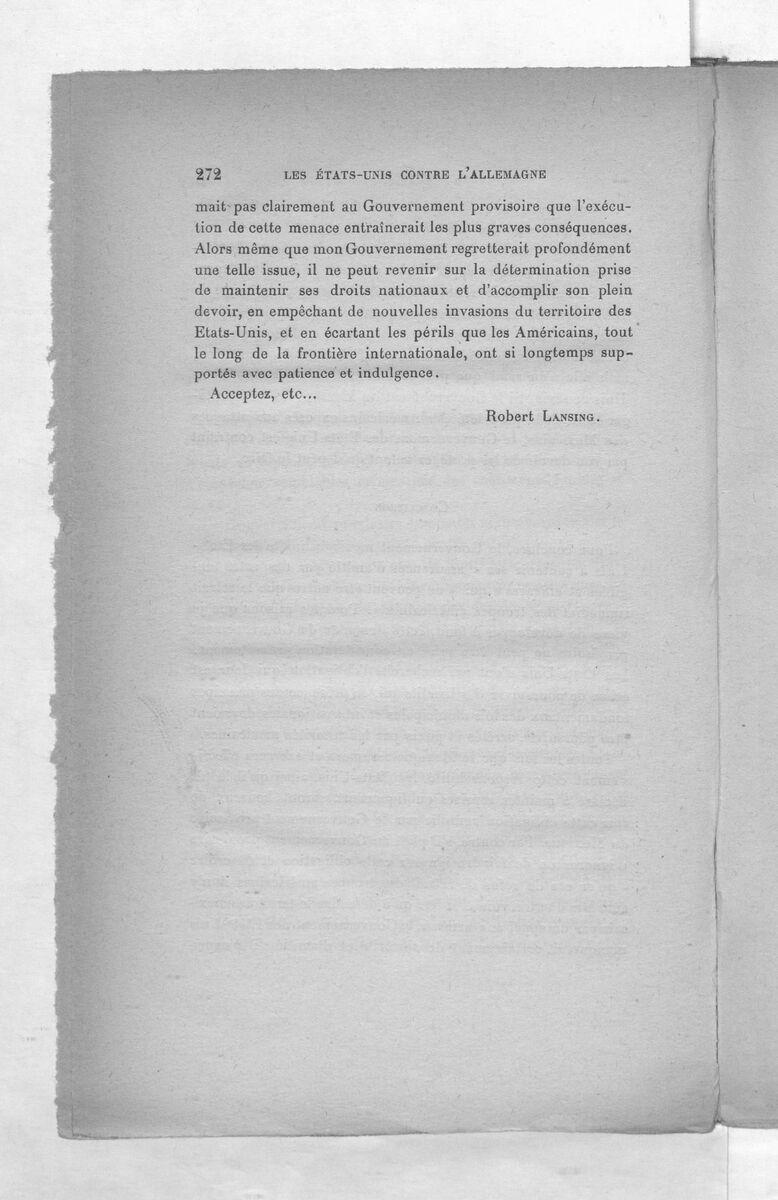 272 LES ÉTATS-UNIS CONTRE L'ALLEMAGNE
mait pas clairement au Gouvernement provisoire que l'exécu-
tion de cette menace entraînerait les plus graves conséquences.
Alors même que mon Gouvernement regretterait profondément
une telle issue, il ne peut revenir sur la détermination prise
de maintenir ses droits nationaux et d'accomplir son plein
devoir, en empêchant de nouvelles invasions du territoire des
Etats-Unis, et en écartant les périls que les Américains, tout
le long de la frontière internationale, ont si longtemps sup-
portés avec patience et indulgence.
Acceptez, etc...
Robert LANSING.